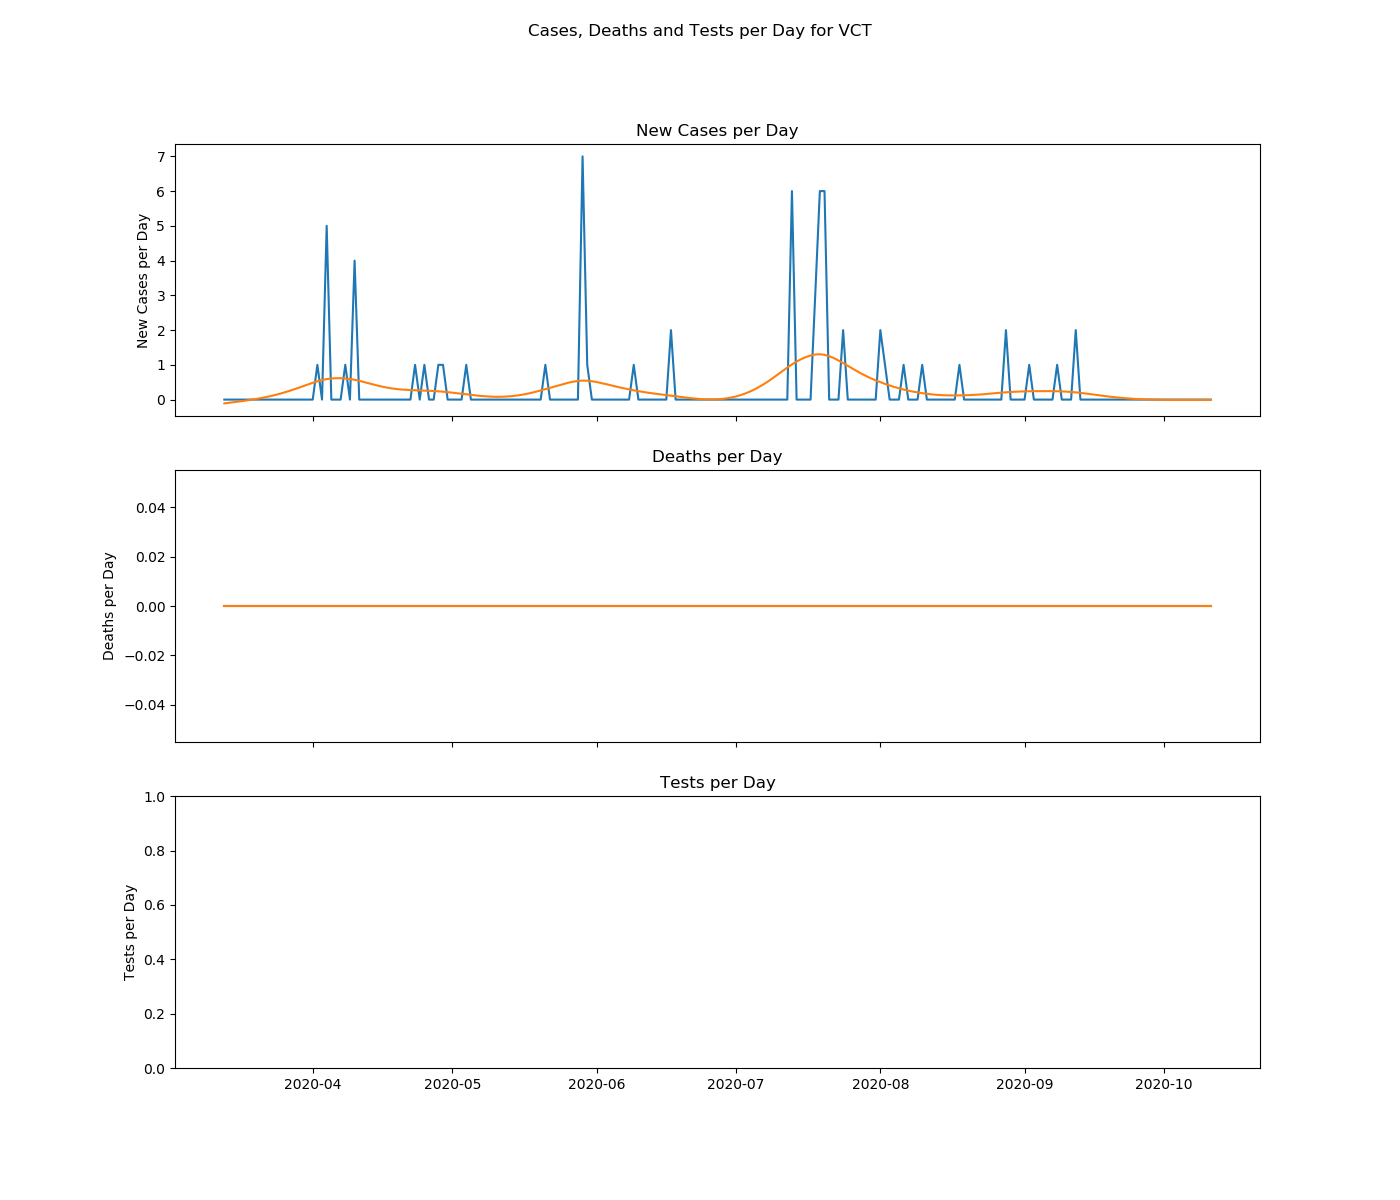 Cases, Deaths and Tests per Day for VCT
New Cases per Day
7
6
5
4
3
2
1
0
New Cases per Day
Deaths per Day
0.04
0.02
0.00
−0.02
−0.04
Deaths per Day
Tests per Day
1.0
0.8
0.6
0.4
0.2
0.0
Tests per Day
2020-04 2020-05 2020-06 2020-07 2020-08 2020-09 2020-10